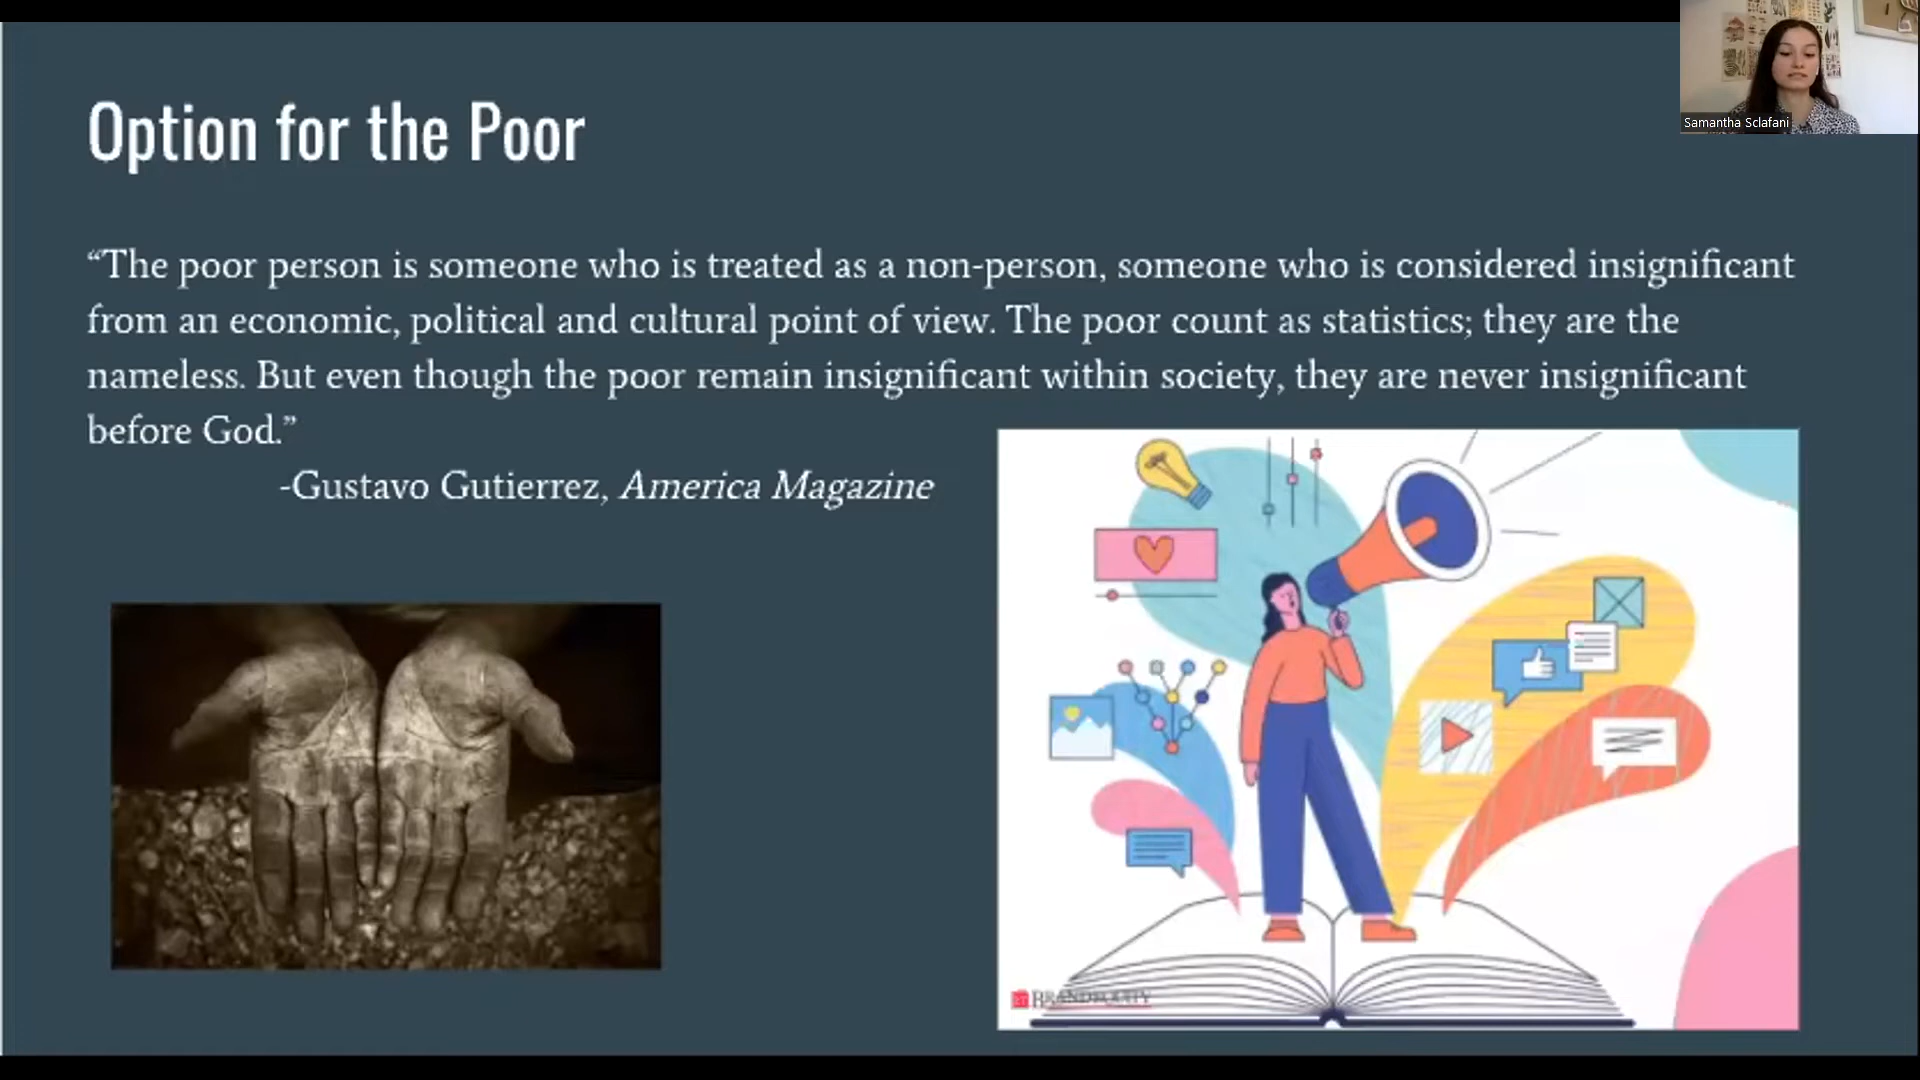 Samantha Sclafani
Option for the Poor
“The poor person is someone who is treated as a non-person, someone who is considered insignificant
from an economic, political and cultural point of view. The poor count as statistics; they are the
nameless. But even though the poor remain insignificant within society, they are never insignificant
before God.”
-Gustavo Gutierrez, America Magazine
ET BRANDEQUITY